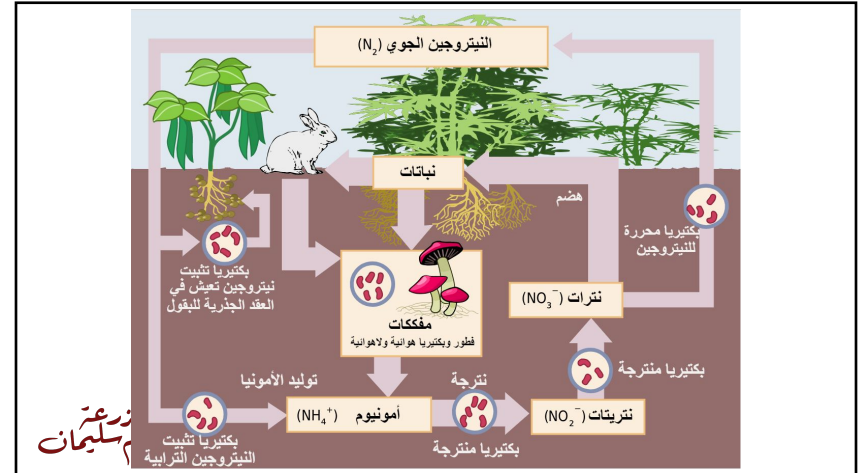 النيتروجين الجوي (N₂)
نباتات
هضم
بكتيريا محررة
للنيتروجين
بكتيريا تثبيت
نيتروجين تعيش في
العقد الجذرية للبقول
مفككات
فطور وبكتيريا هوائية ولاهوائية
نترات (NO₃⁻)
بكتيريا منترجة
توليد الأمونيا
نترجة
أمونيوم (NH₄⁺)
نتريتات (NO₂⁻)
بكتيريا منترجة
بكتيريا تثبيت
النيتروجين الترابية
سليمان